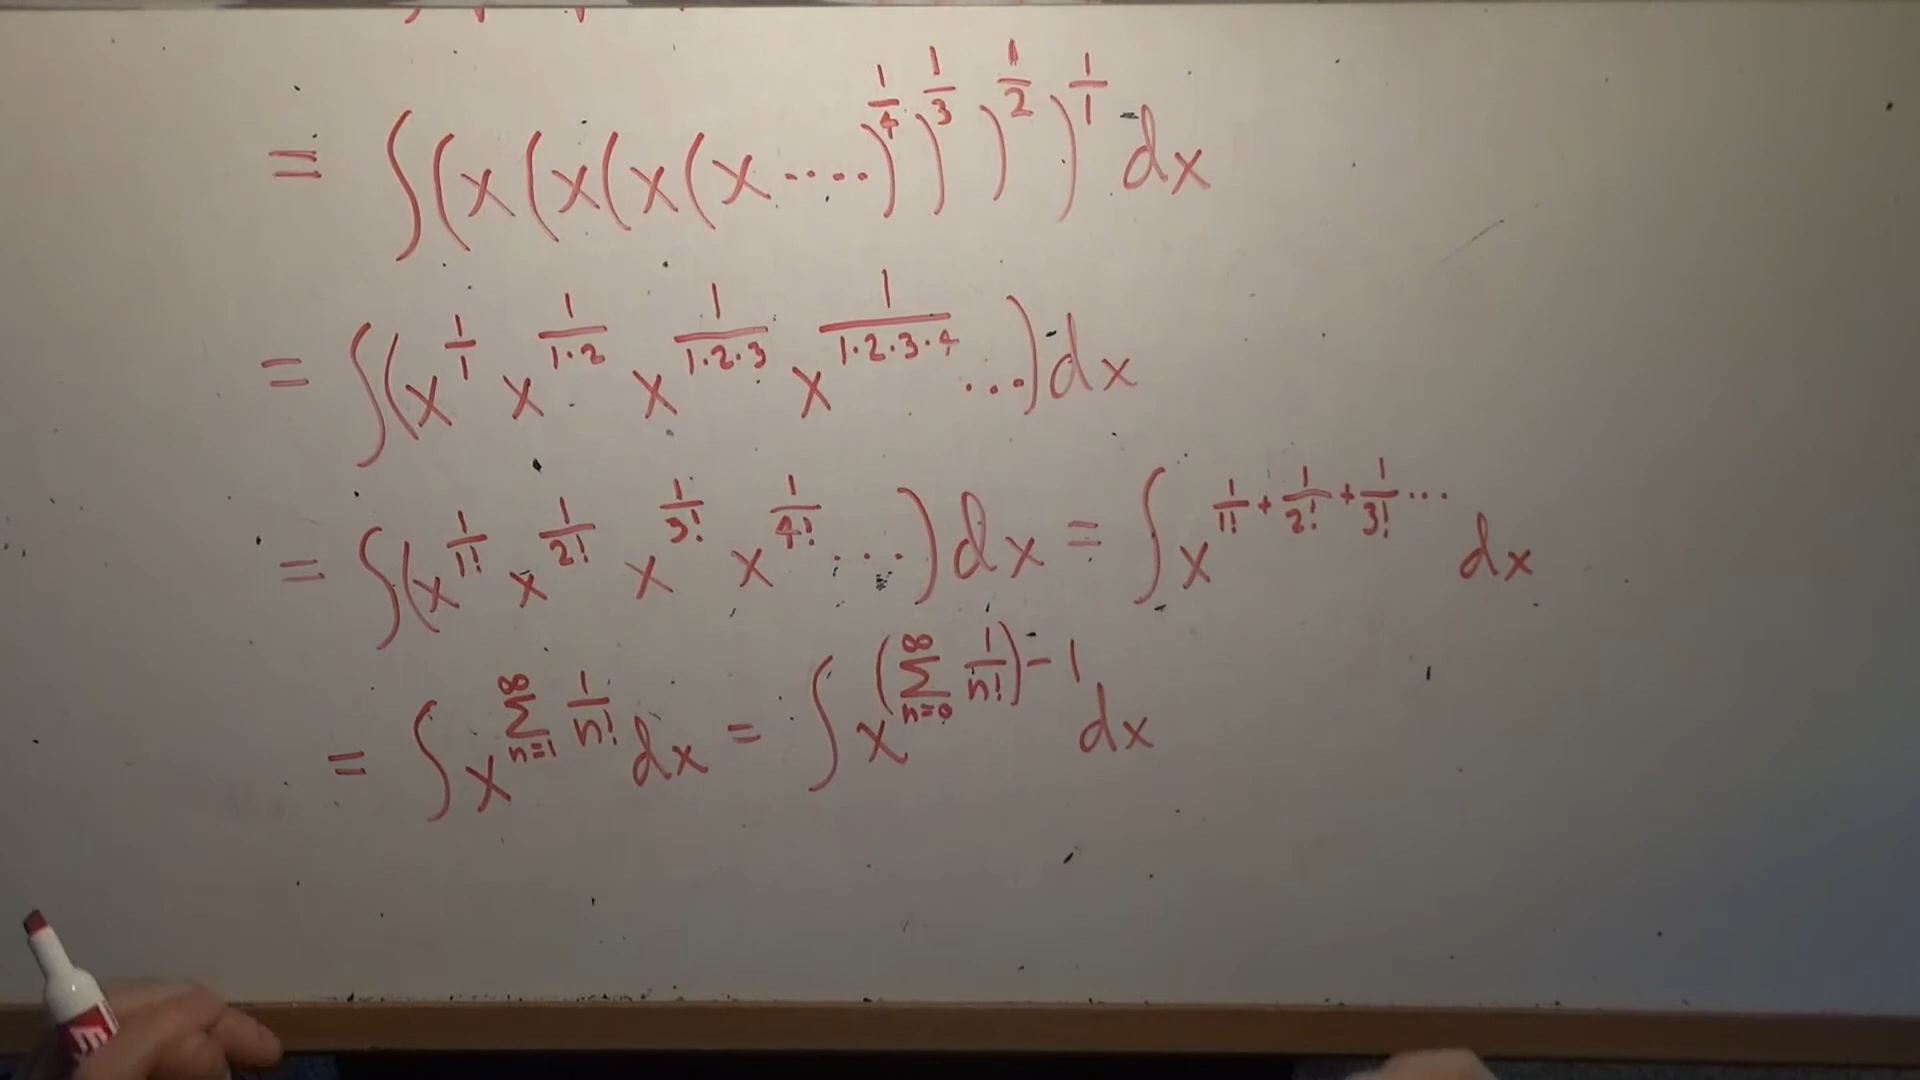 = ∫(x(x(x(x....)^{1/4})^{1/3})^{1/2})^{1/1} dx
= ∫(x^{1/1} x^{1/(1·2)} x^{1/(1·2·3)} x^{1/(1·2·3·4)} ...)dx
= ∫(x^{1/1!} x^{1/2!} x^{1/3!} x^{1/4!} ....)dx = ∫ x^{1/1! + 1/2! + 1/3! ...} dx
= ∫ x^{∑_{n=1}^{∞} 1/n!} dx = ∫ x^{(∑_{n=0}^{∞} 1/n!) - 1} dx